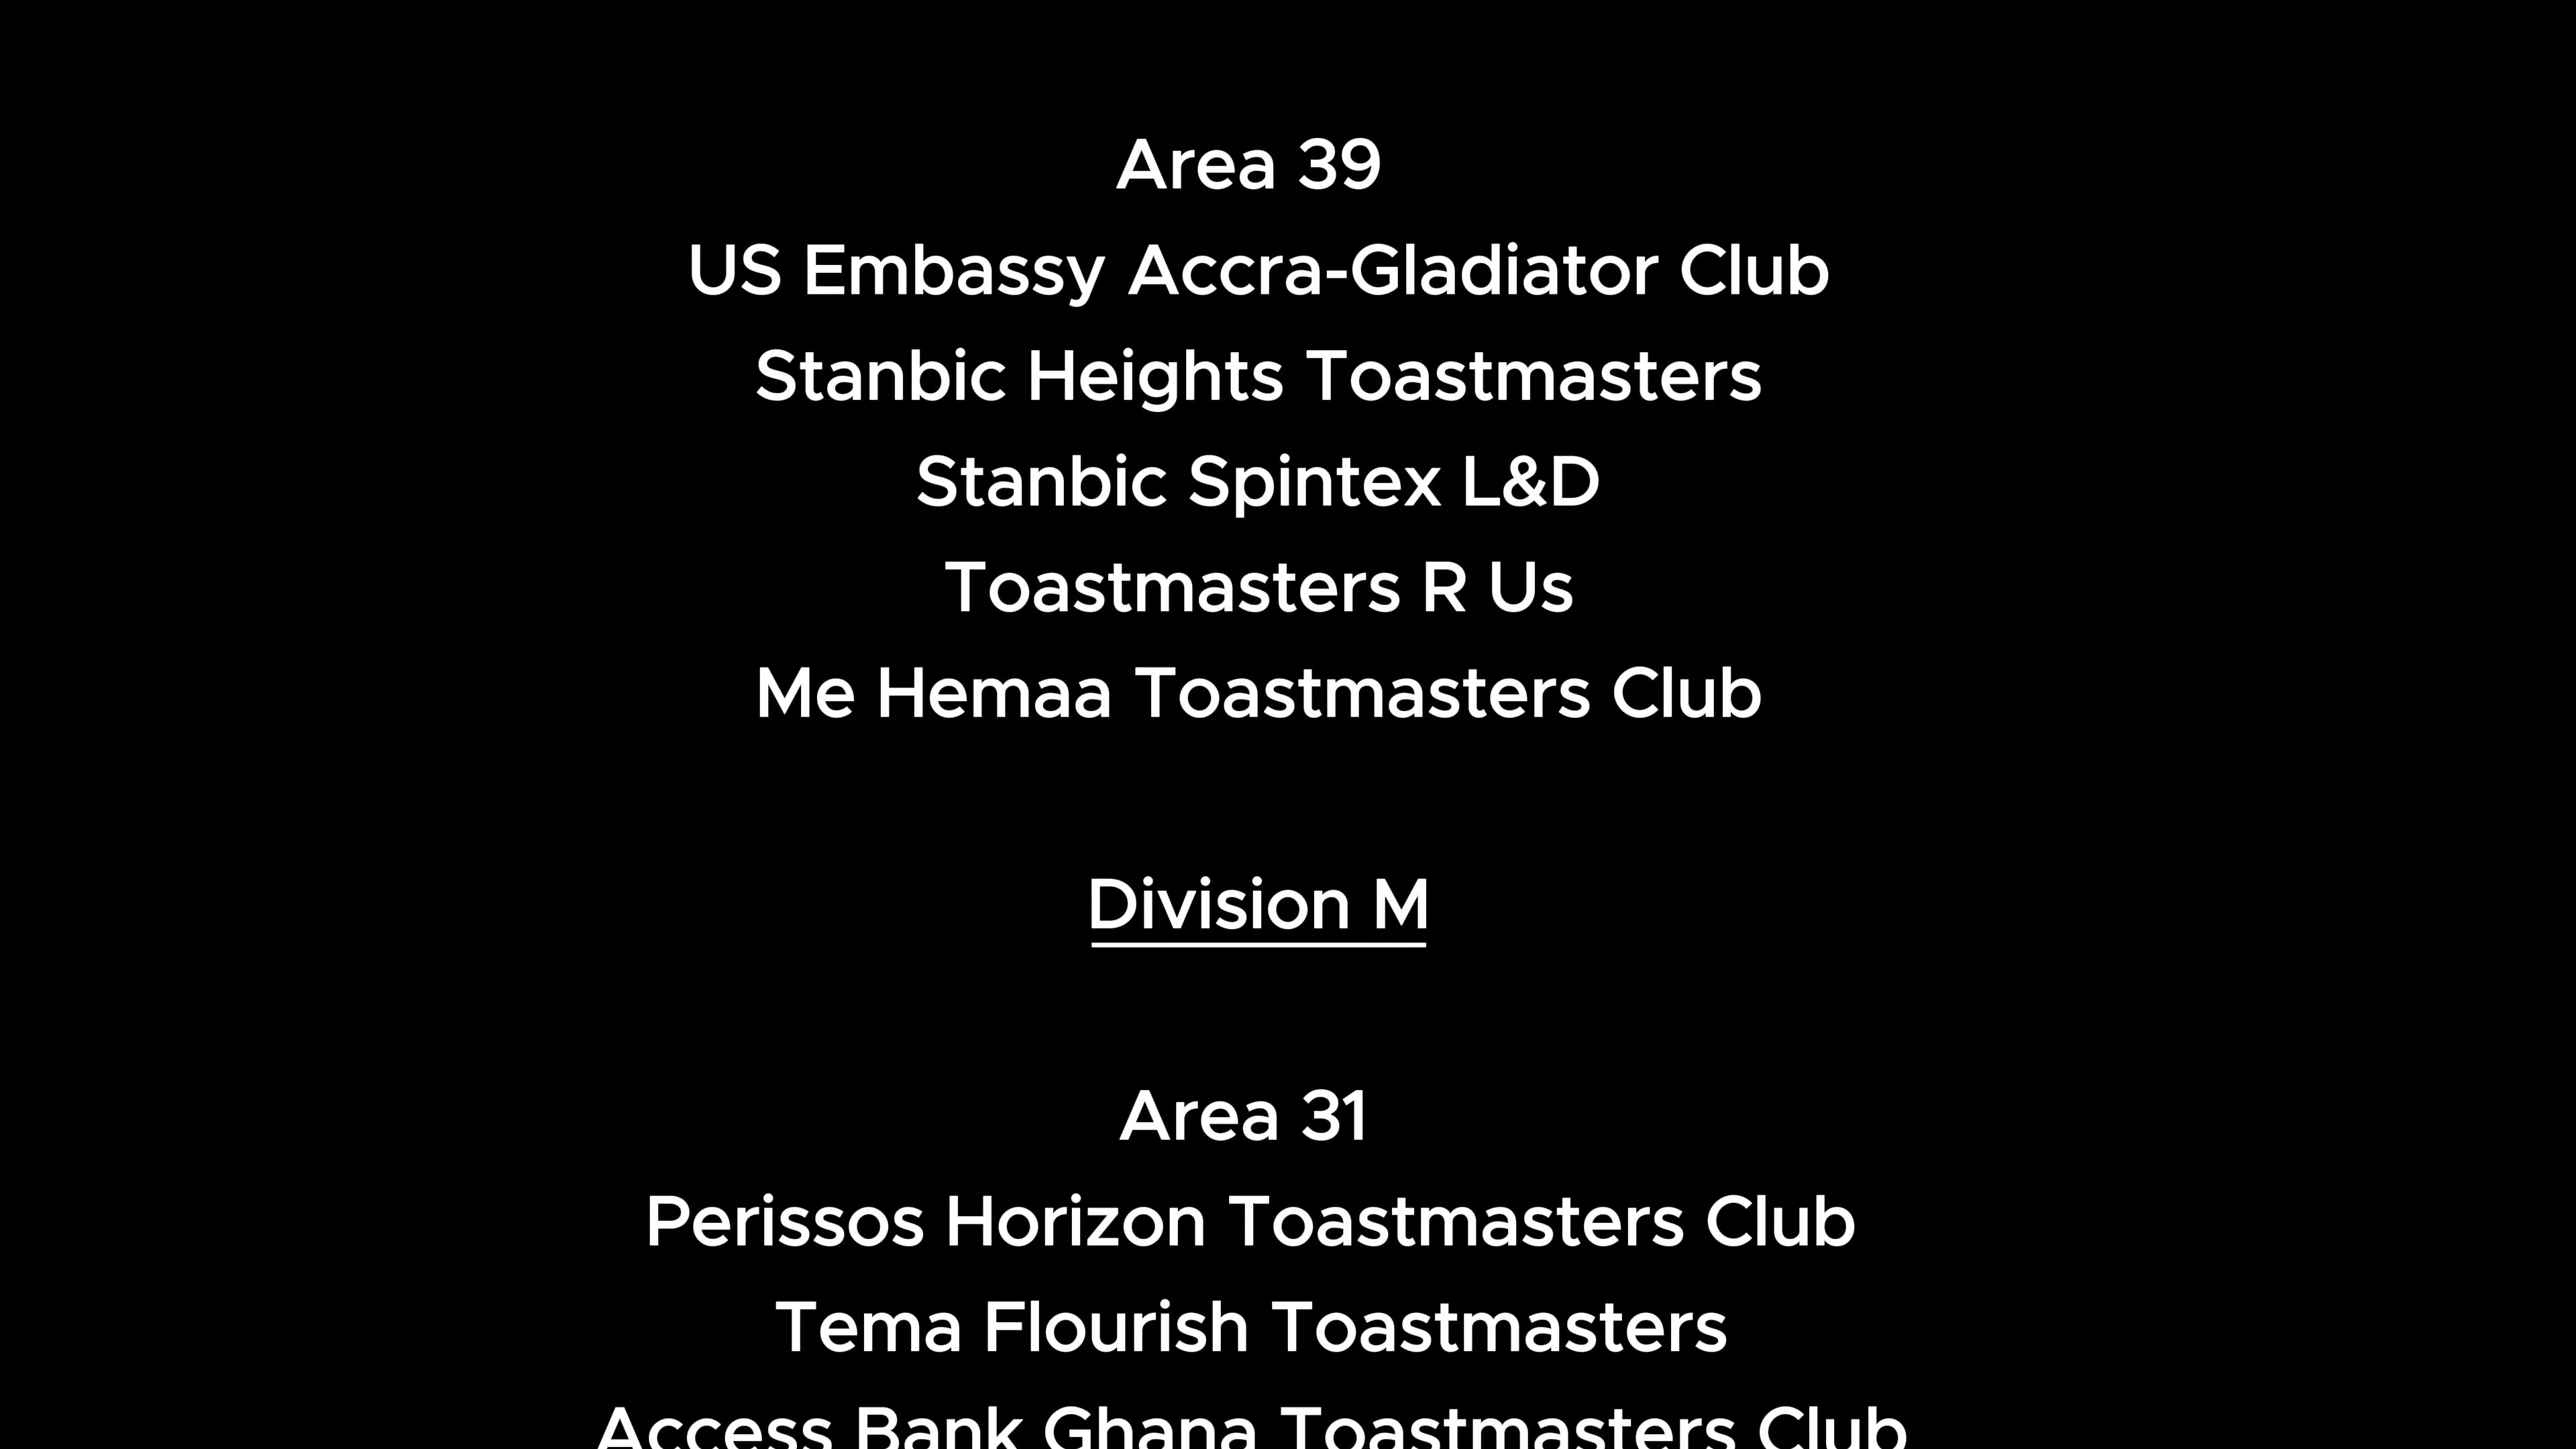 Area 39
US Embassy Accra-Gladiator Club
Stanbic Heights Toastmasters
Stanbic Spintex L&D
Toastmasters R Us
Me Hemaa Toastmasters Club
Division M
Area 31
Perissos Horizon Toastmasters Club
Tema Flourish Toastmasters
Access Bank Ghana Toastmasters Club